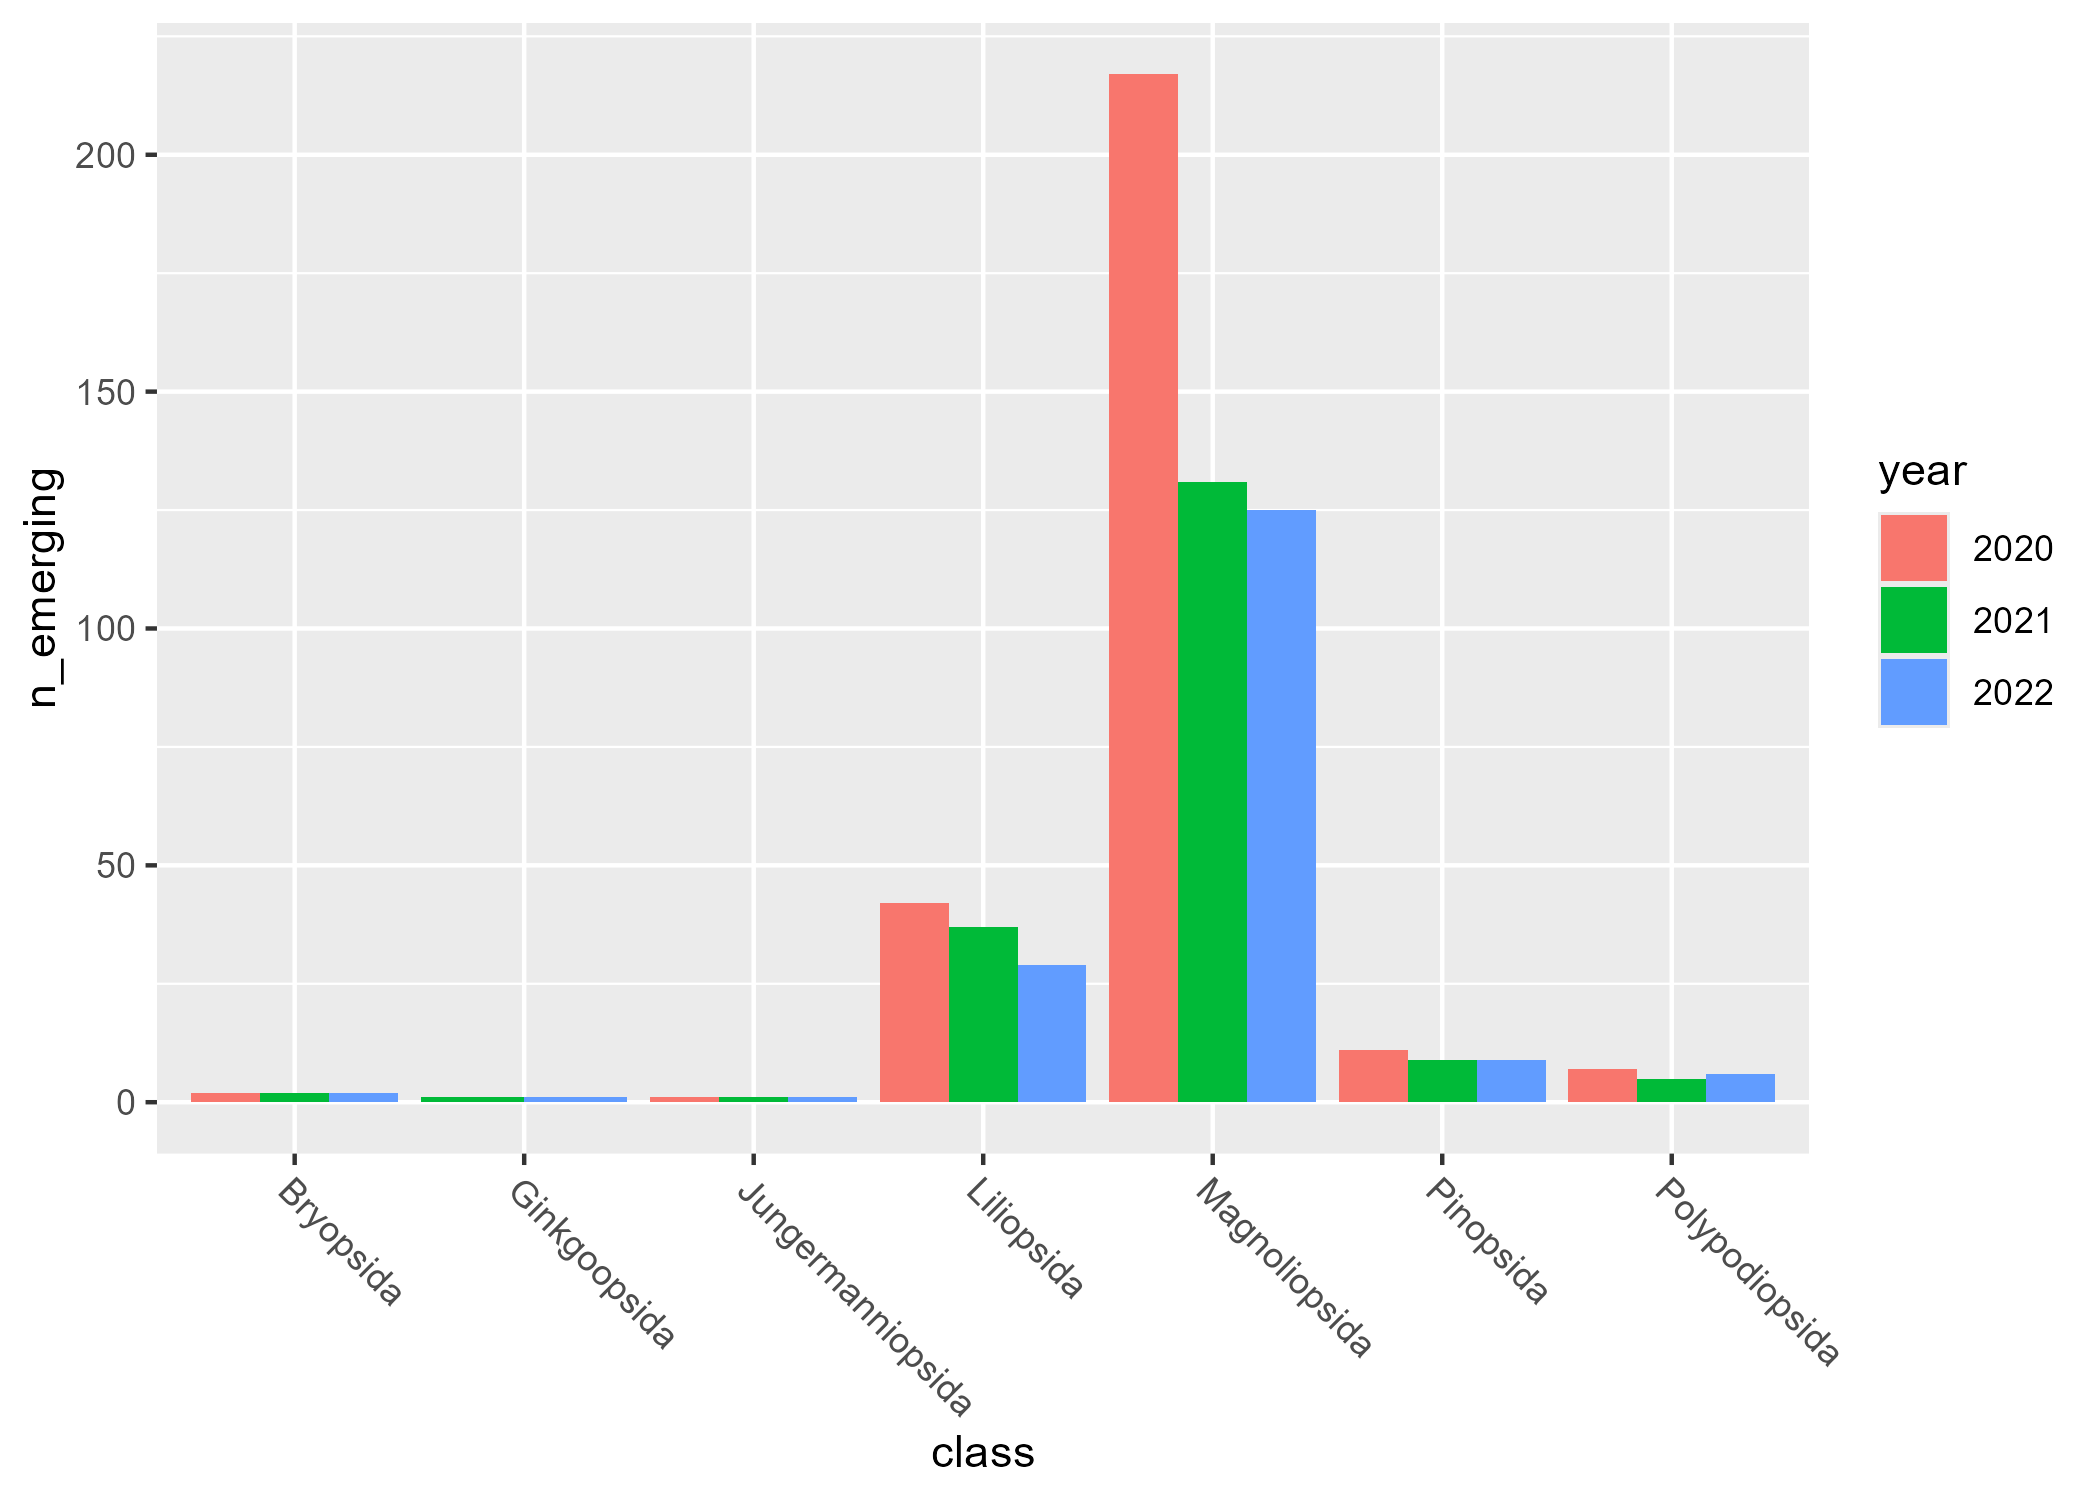 n_emerging
200
150
100
50
0
Bryopsida
Ginkgoopsida
Jungermanniopsida
Liliopsida
Magnoliopsida
Pinopsida
Polypodiopsida
class
year
2020
2021
2022